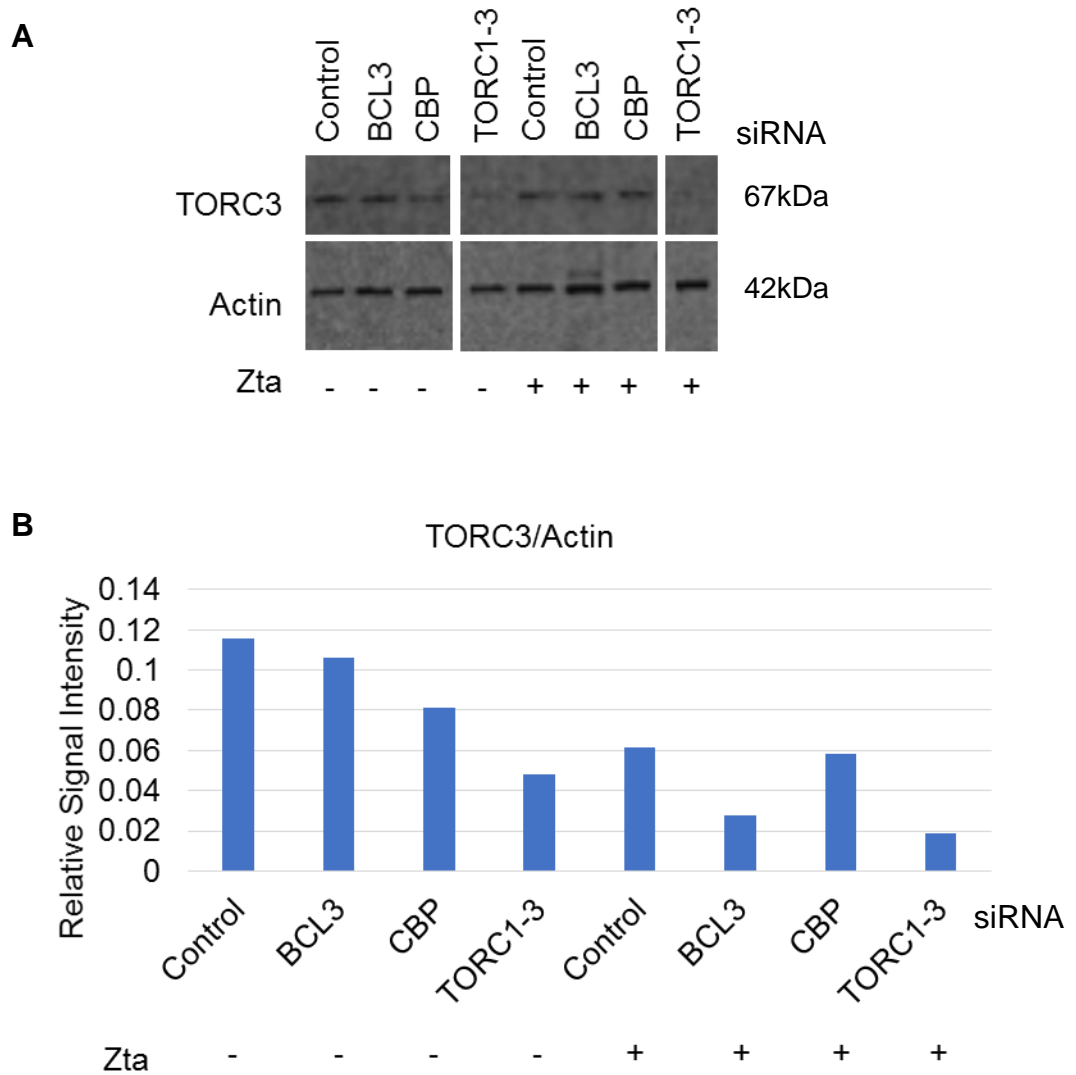 A
Control BCL3 CBP TORC1-3 Control BCL3 CBP TORC1-3 siRNA
TORC3 67kDa
Actin 42kDa
Zta - - - - + + + +
B
TORC3/Actin
Relative Signal Intensity
0.14
0.12
0.1
0.08
0.06
0.04
0.02
0
Control BCL3 CBP TORC1-3 Control BCL3 CBP TORC1-3 siRNA
Zta - - - - + + + +